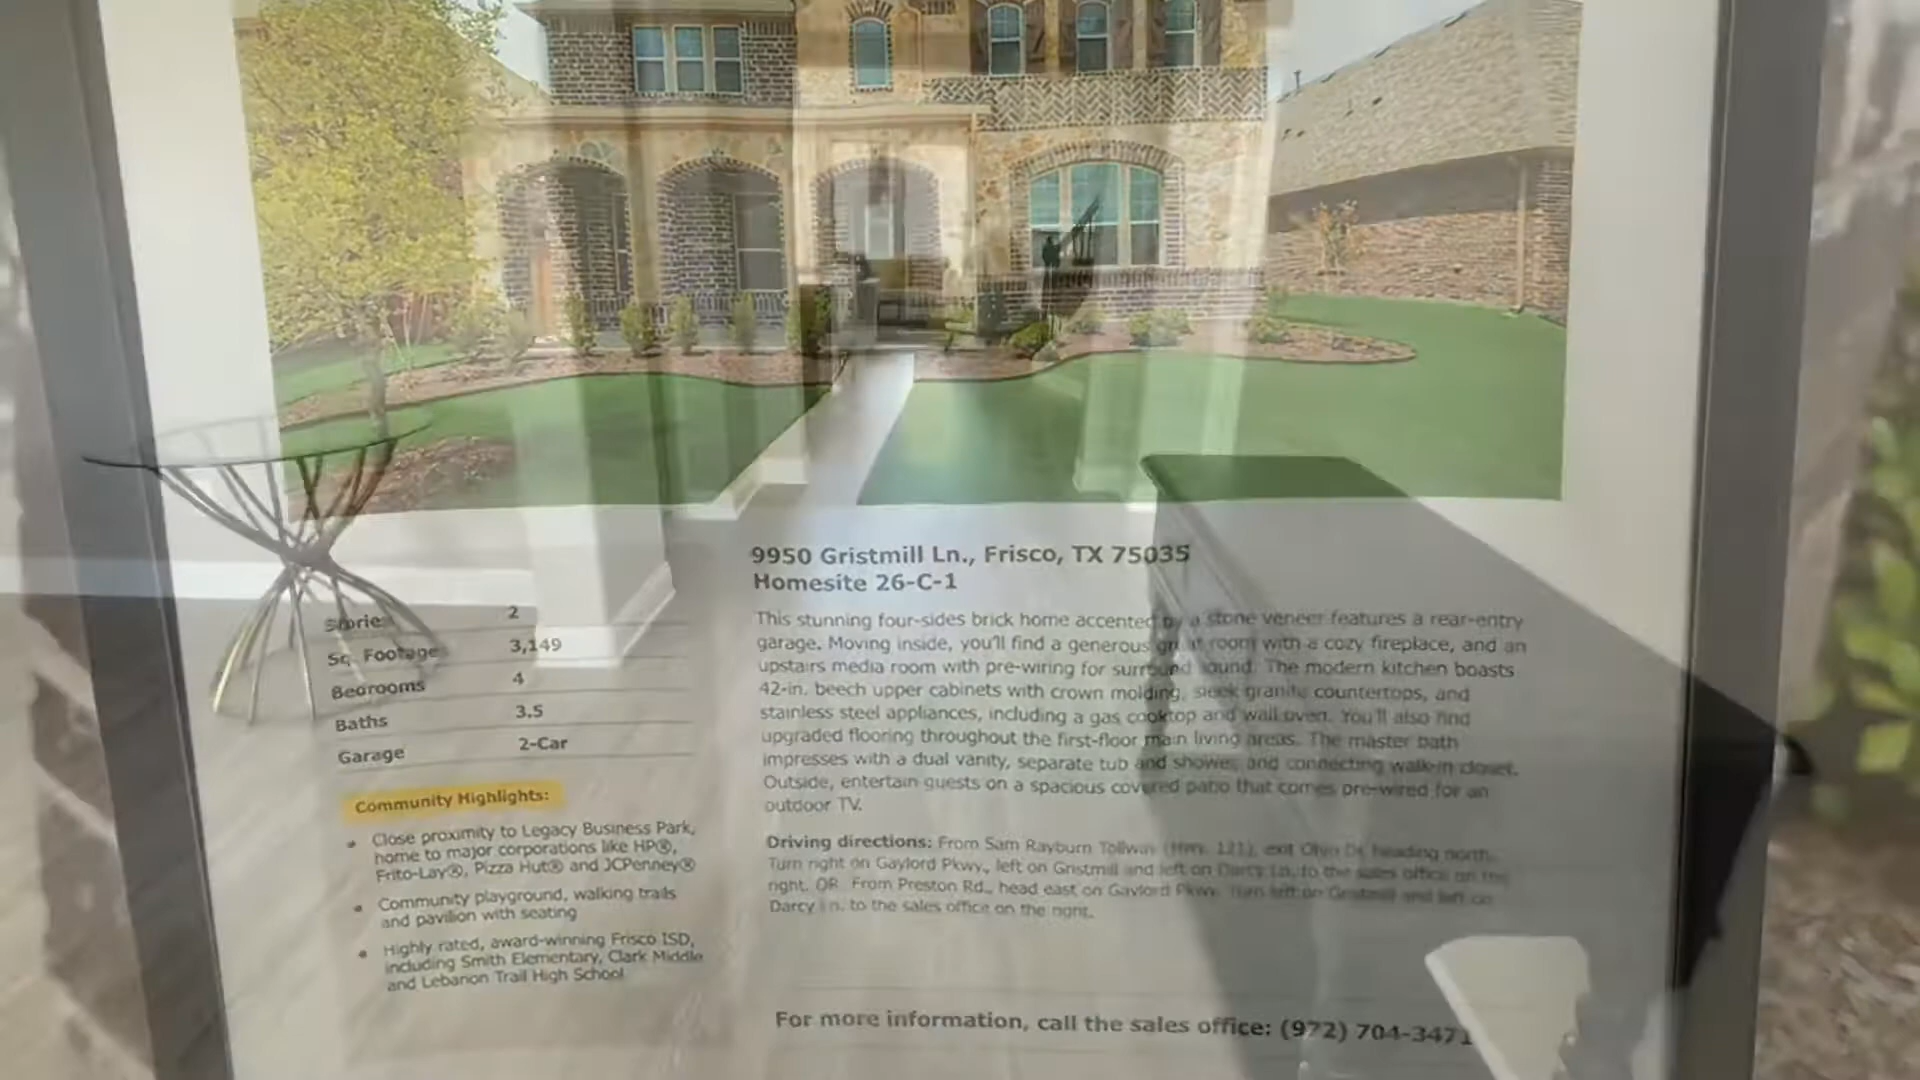 9950 Gristmill Ln., Frisco, TX 75035
Homesite 26-C-1
Stories 2
Sq. Footage 3,149
Bedrooms 4
Baths 3.5
Garage 2-Car
Community Highlights:
• Close proximity to Legacy Business Park,
home to major corporations like HP®,
Frito-Lay®, Pizza Hut® and JCPenney®
• Community playground, walking trails
and pavilion with seating
• Highly rated, award-winning Frisco ISD,
including Smith Elementary, Clark Middle
and Lebanon Trail High School
This stunning four-sides brick home accented by a stone veneer features a rear-entry
garage. Moving inside, you'll find a generous great room with a cozy fireplace, and an
upstairs media room with pre-wiring for surround sound. The modern kitchen boasts
42-in. beech upper cabinets with crown molding, sleek granite countertops, and
stainless steel appliances, including a gas cooktop and wall oven. You'll also find
upgraded flooring throughout the first-floor main living areas. The master bath
impresses with a dual vanity, separate tub and shower, and connecting walk-in closet.
Outside, entertain guests on a spacious covered patio that comes pre-wired for an
outdoor TV.
Driving directions: From Sam Rayburn Tollway (Hwy. 121), exit Ohio Dr. heading north.
Turn right on Gaylord Pkwy., left on Gristmill and left on Darcy Ln. to the sales office on the
right. OR From Preston Rd., head east on Gaylord Pkwy. Turn left on Gristmill and left on
Darcy Ln. to the sales office on the right.
For more information, call the sales office: (972) 704-3471